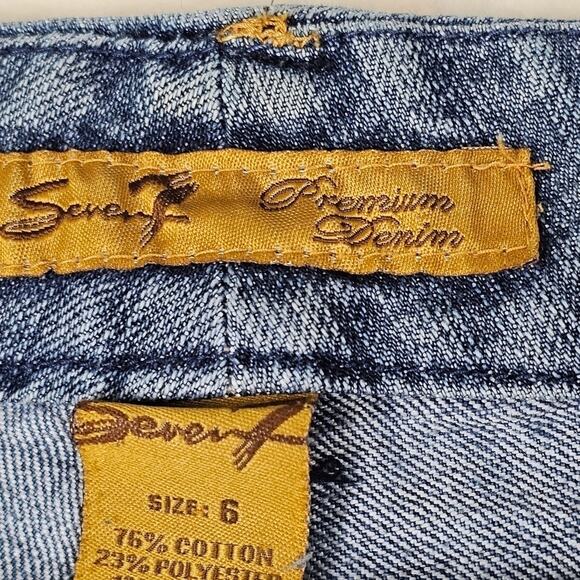 Seven7
Premium
Denim
Seven7
SIZE: 6
76% COTTON
23% POLYESTER